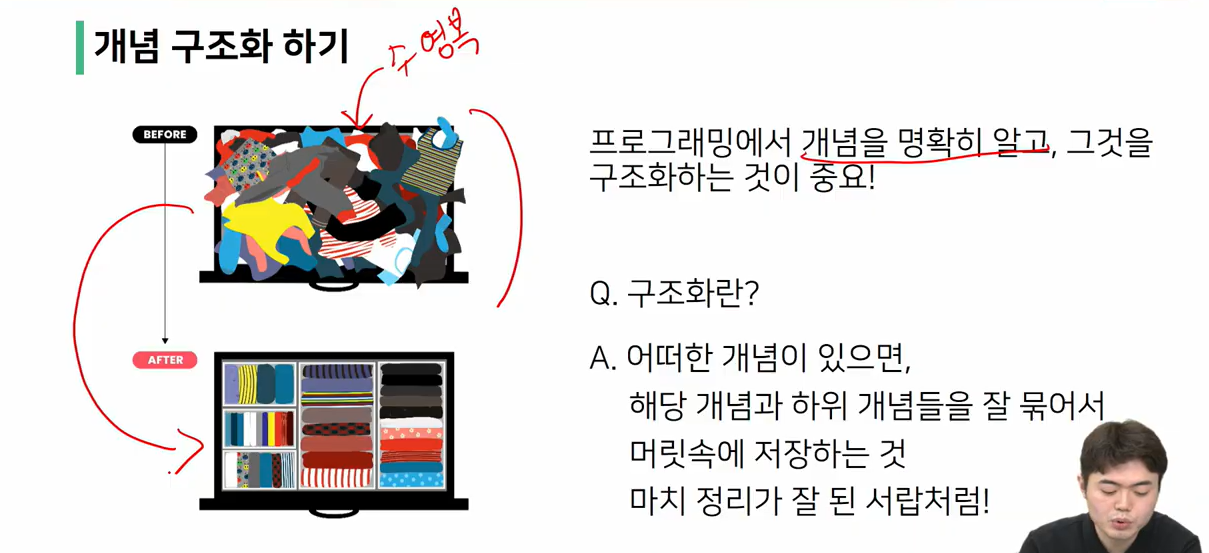 개념 구조화 하기
수영복
BEFORE
프로그래밍에서 개념을 명확히 알고, 그것을
구조화하는 것이 중요!
Q. 구조화란?
AFTER
A. 어떠한 개념이 있으면,
해당 개념과 하위 개념들을 잘 묶어서
머릿속에 저장하는 것
마치 정리가 잘 된 서랍처럼!